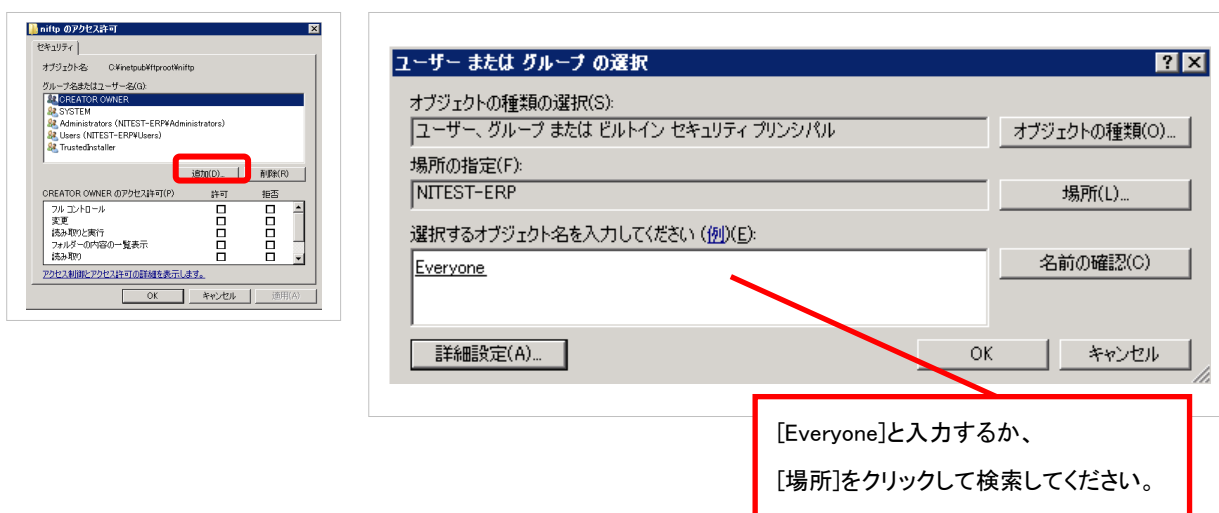 niftp のアクセス許可
セキュリティ
オブジェクト名: C:¥inetpub¥ftproot¥niftp
グループ名またはユーザー名(G):
CREATOR OWNER
SYSTEM
Administrators (NITEST-ERP¥Administrators)
Users (NITEST-ERP¥Users)
TrustedInstaller
追加(D)... 削除(R)
CREATOR OWNER のアクセス許可(P) 許可 拒否
フル コントロール
変更
読み取りと実行
フォルダーの内容の一覧表示
読み取り
アクセス制御とアクセス許可の詳細を表示します。
OK キャンセル 適用(A)
ユーザー または グループ の選択
オブジェクトの種類の選択(S):
ユーザー、グループ または ビルトイン セキュリティ プリンシパル オブジェクトの種類(O)...
場所の指定(F):
NITEST-ERP 場所(L)...
選択するオブジェクト名を入力してください (例)(E):
Everyone 名前の確認(C)
詳細設定(A)... OK キャンセル
[Everyone]と入力するか、
[場所]をクリックして検索してください。